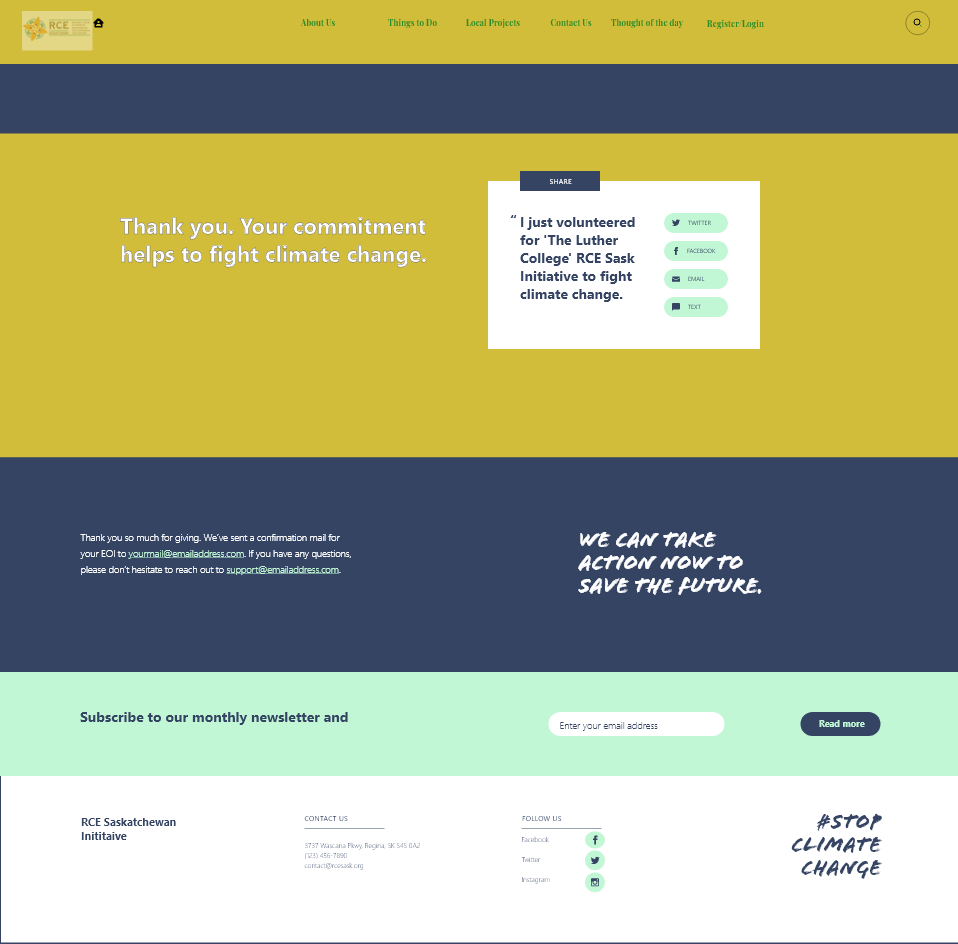 RCE
About Us
Things to Do
Local Projects
Contact Us
Thought of the day
Register/Login
SHARE
Thank you. Your commitment
helps to fight climate change.
“ I just volunteered
for 'The Luther
College' RCE Sask
Initiative to fight
climate change.
TWITTER
FACEBOOK
EMAIL
TEXT
Thank you so much for giving. We've sent a confirmation mail for
your EOI to yourmail@emailaddress.com. If you have any questions,
please don't hesitate to reach out to support@emailaddress.com.
WE CAN TAKE
ACTION NOW TO
SAVE THE FUTURE.
Subscribe to our monthly newsletter and
Enter your email address
Read more
RCE Saskatchewan
Inititaive
CONTACT US
3737 Wascana Pkwy, Regina, SK S4S 0A2
(123) 456-7890
contact@rcesask.org
FOLLOW US
Facebook
Twitter
Instagram
#STOP
CLIMATE
CHANGE